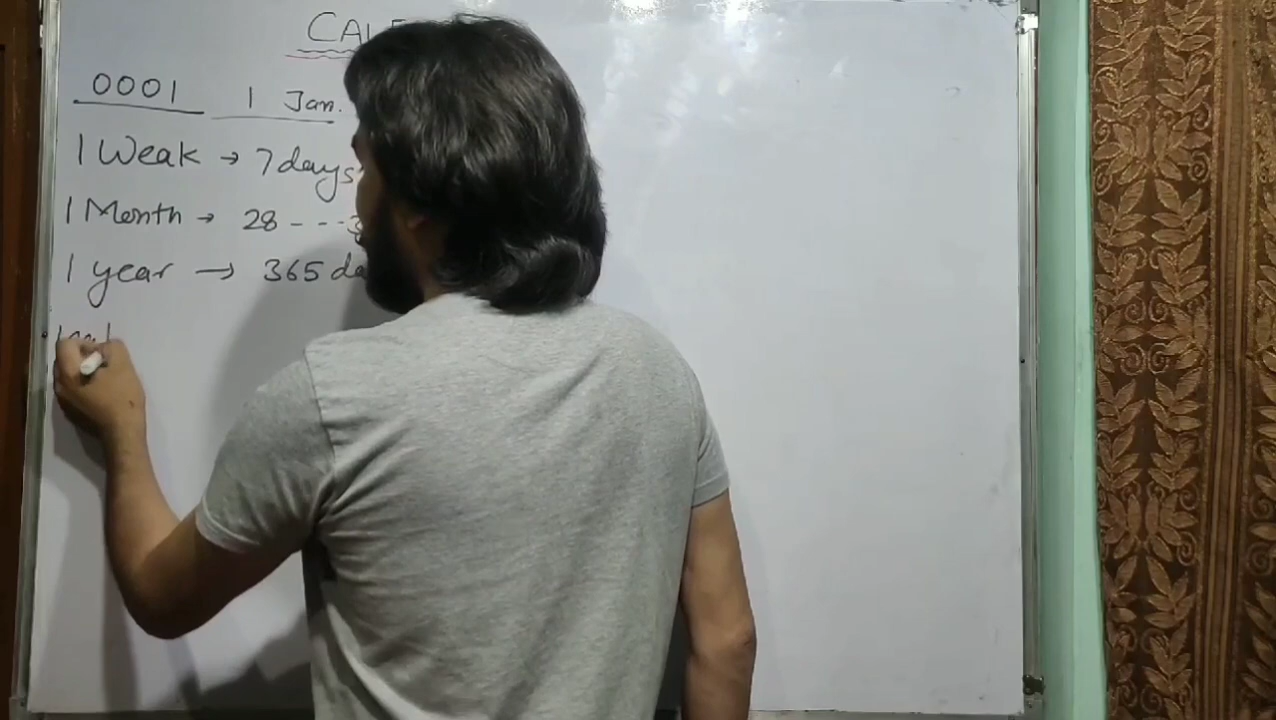 CAL
0001 1 Jan.
1 Weak → 7 days
1 Month → 28 - - - 3
1 year → 365 da